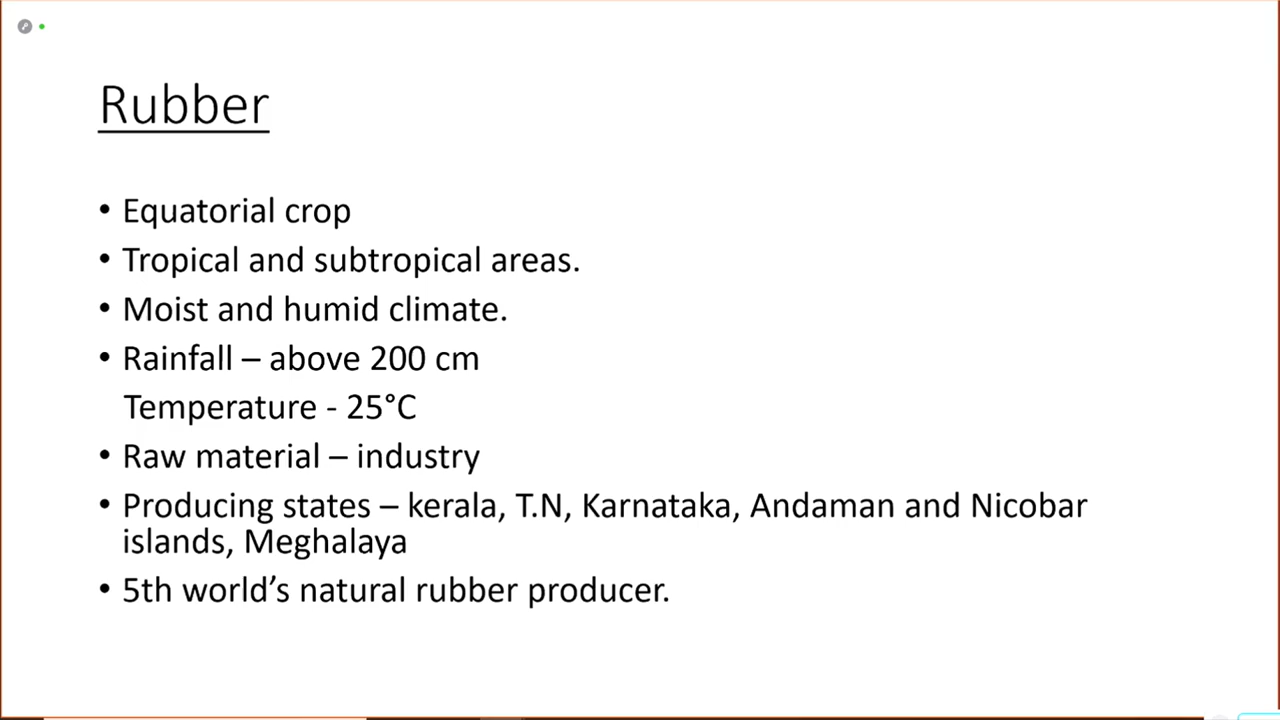 Rubber
• Equatorial crop
• Tropical and subtropical areas.
• Moist and humid climate.
• Rainfall – above 200 cm
Temperature - 25°C
• Raw material – industry
• Producing states – kerala, T.N, Karnataka, Andaman and Nicobar
islands, Meghalaya
• 5th world’s natural rubber producer.